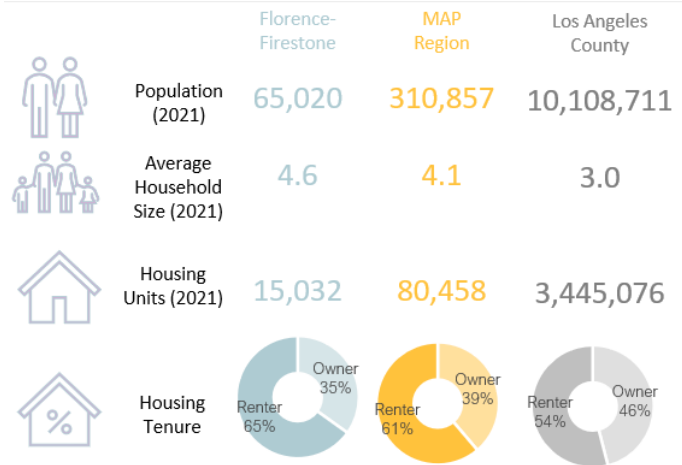 Florence-
Firestone
MAP
Region
Los Angeles
County
Population
(2021)
65,020
310,857
10,108,711
Average
Household
Size (2021)
4.6
4.1
3.0
Housing
Units (2021)
15,032
80,458
3,445,076
%
Housing
Tenure
Owner
35%
Renter
65%
Owner
39%
Renter
61%
Owner
46%
Renter
54%